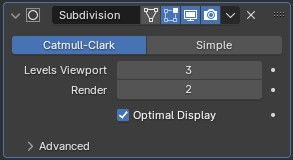 Subdivision
Catmull-Clark Simple
Levels Viewport 3
Render 2
Optimal Display
Advanced